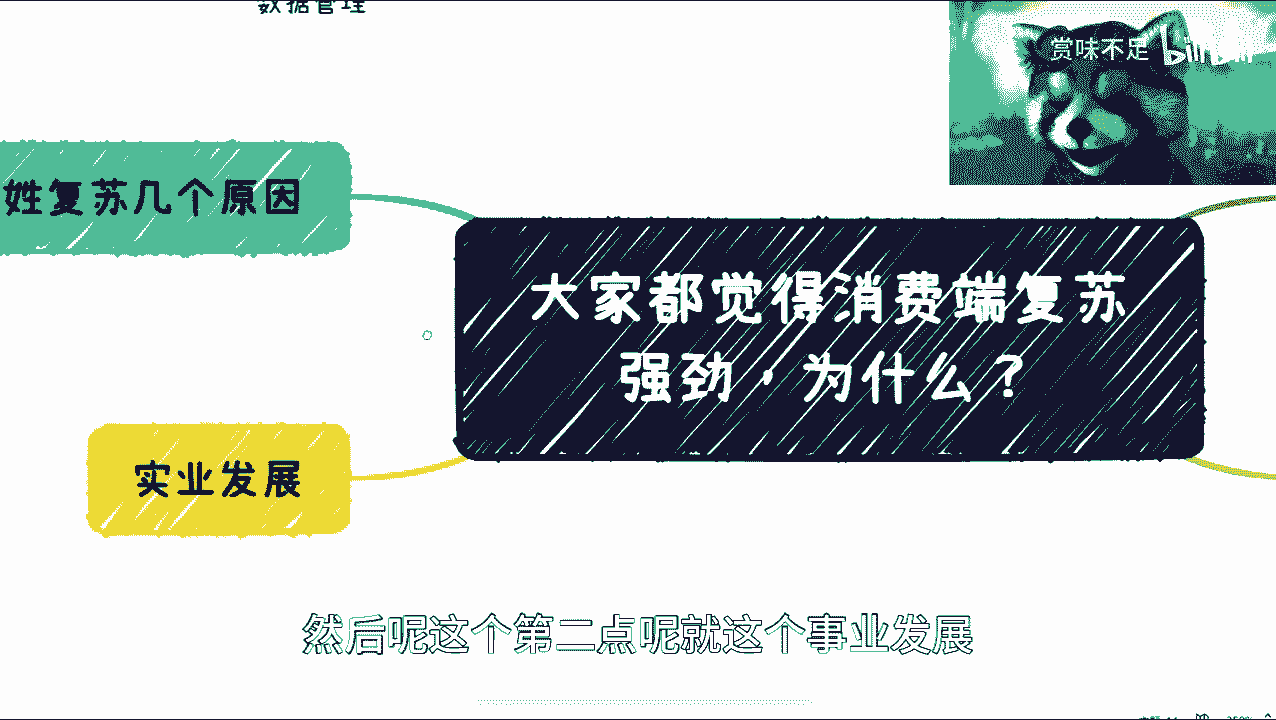 数据管理
赏味不足 bilibili
姓复苏几个原因
大家都觉得消费端复苏
强劲，为什么？
实业发展
然后呢这个第二点呢就这个事业发展